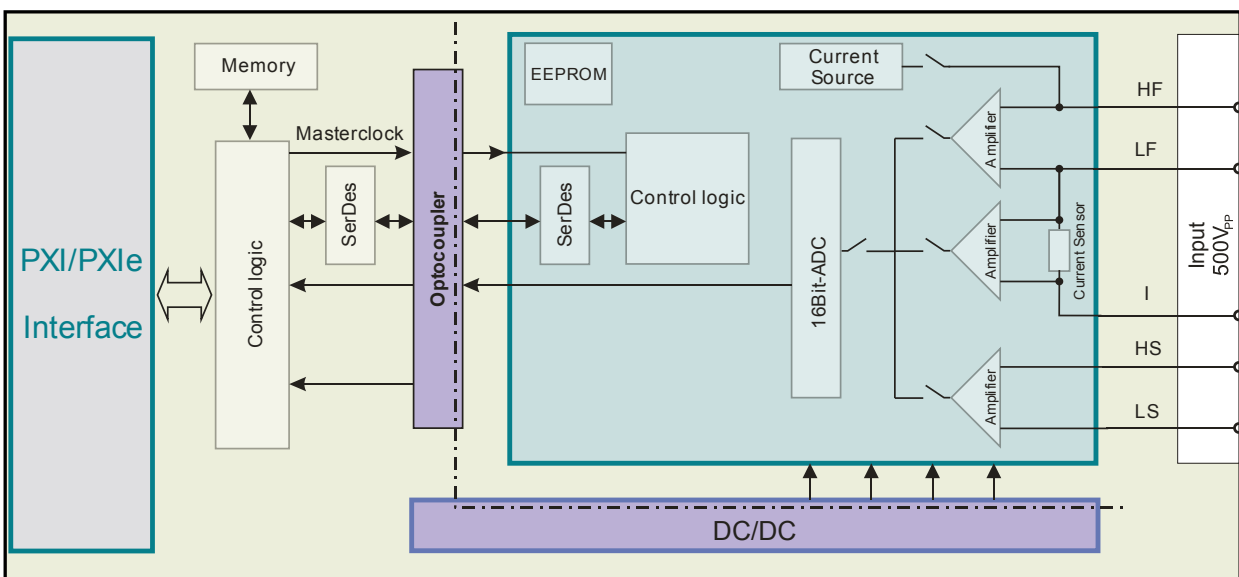 PXI/PXIe
Interface
Memory
Control logic
Masterclock
SerDes
Optocoupler
EEPROM
SerDes
Control logic
16Bit-ADC
Current
Source
Amplifier
Amplifier
Amplifier
Current Sensor
HF
LF
I
HS
LS
Input
500VPP
DC/DC